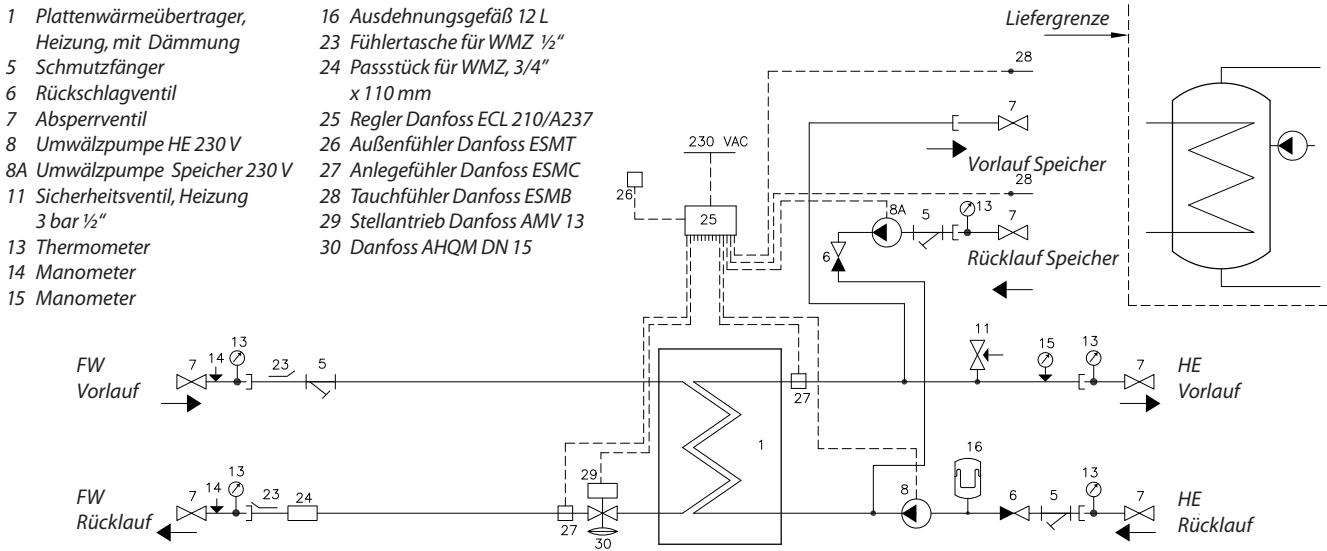 1 Plattenwärmeübertrager,
Heizung, mit Dämmung
5 Schmutzfänger
6 Rückschlagventil
7 Absperrventil
8 Umwälzpumpe HE 230 V
8A Umwälzpumpe Speicher 230 V
11 Sicherheitsventil, Heizung
3 bar ½“
13 Thermometer
14 Manometer
15 Manometer
16 Ausdehnungsgefäß 12 L
23 Fühlertasche für WMZ ½“
24 Passstück für WMZ, 3/4”
x 110 mm
25 Regler Danfoss ECL 210/A237
26 Außenfühler Danfoss ESMT
27 Anlegefühler Danfoss ESMC
28 Tauchfühler Danfoss ESMB
29 Stellantrieb Danfoss AMV 13
30 Danfoss AHQM DN 15
Liefergrenze
28
7
230 VAC
Vorlauf Speicher
26
25
28
8A
5
13
7
6
Rücklauf Speicher
FW
Vorlauf
7
14
13
23
5
27
11
15
13
7
HE
Vorlauf
1
FW
Rücklauf
7
14
13
23
24
27
29
30
8
16
6
5
13
7
HE
Rücklauf